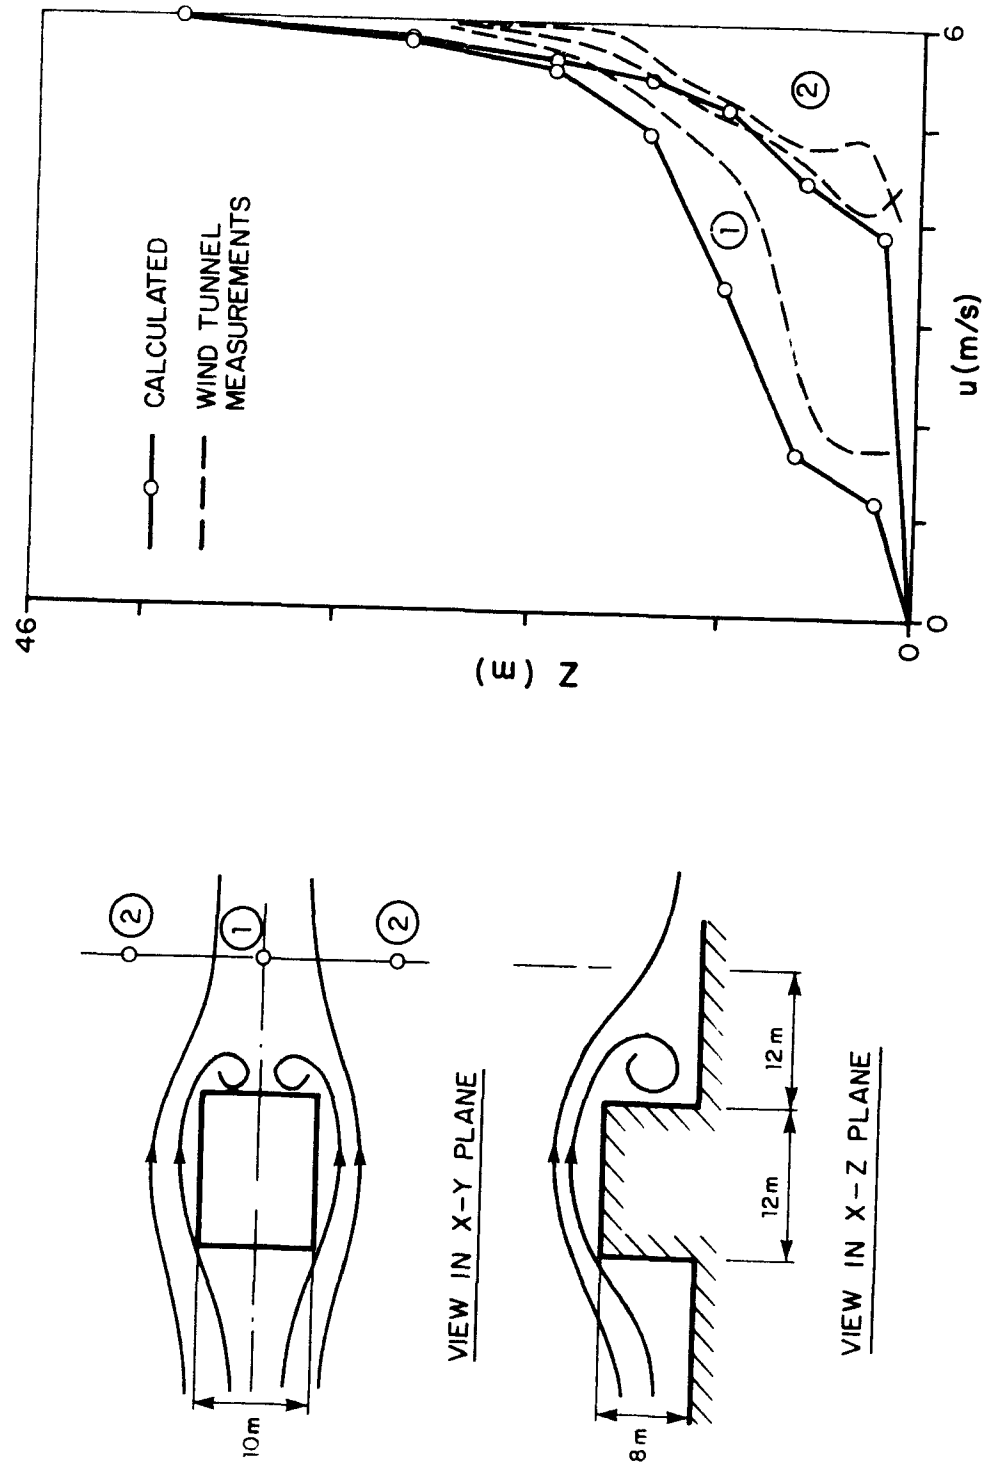 10m
2
1
2
VIEW IN X-Y PLANE
8m
12m
12m
VIEW IN X-Z PLANE
46
Z (m)
0
CALCULATED
WIND TUNNEL
MEASUREMENTS
1
2
0
u (m/s)
6